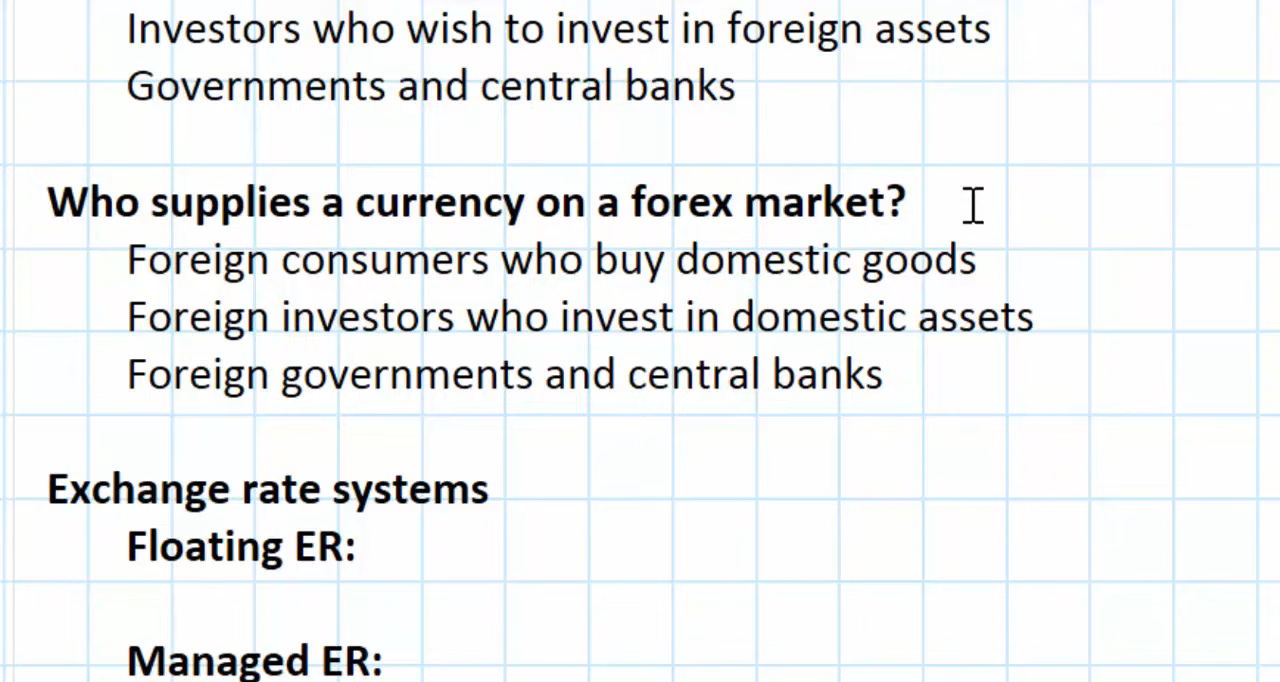 Investors who wish to invest in foreign assets
Governments and central banks
Who supplies a currency on a forex market?
Foreign consumers who buy domestic goods
Foreign investors who invest in domestic assets
Foreign governments and central banks
Exchange rate systems
Floating ER:
Managed ER: